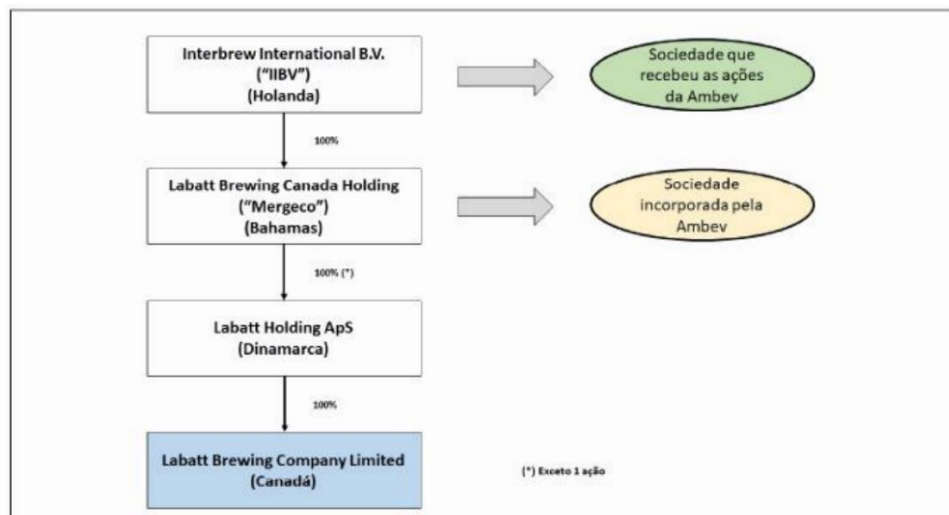 Interbrew International B.V.
("IIBV")
(Holanda)
Sociedade que
recebeu as ações
da Ambev
100%
Labatt Brewing Canada Holding
("Mergeco")
(Bahamas)
Sociedade
incorporada pela
Ambev
100% (*)
Labatt Holding ApS
(Dinamarca)
100%
Labatt Brewing Company Limited
(Canadá)
(*) Exceto 1 ação